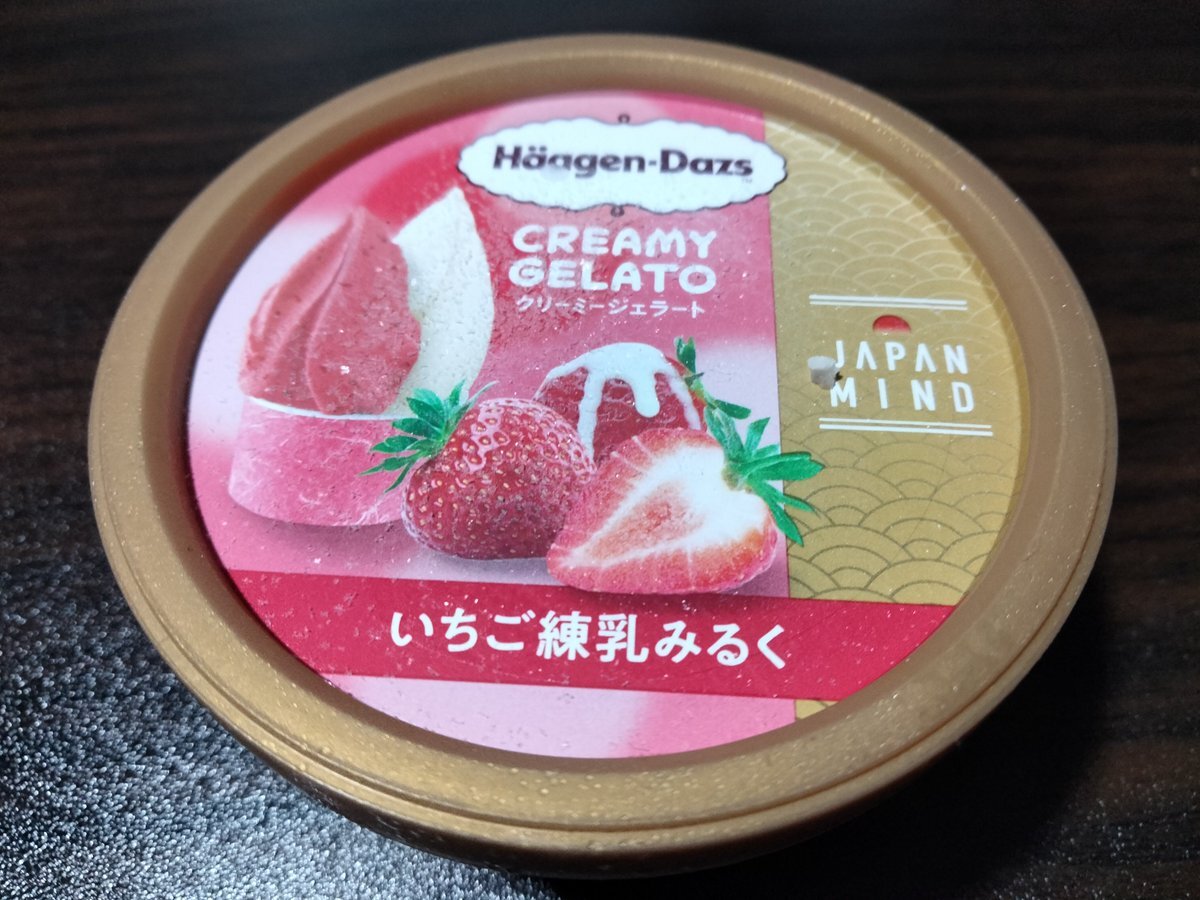 Häagen-Dazs
CREAMY
GELATO
クリーミージェラート
JAPAN
MIND
いちご練乳みるく